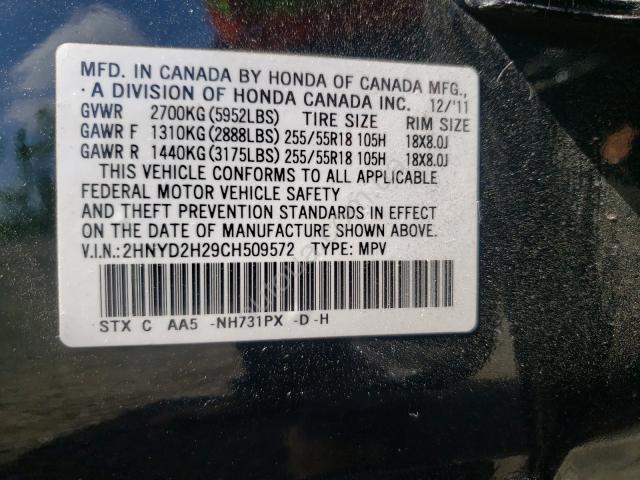 MFD. IN CANADA BY HONDA OF CANADA MFG.,
A DIVISION OF HONDA CANADA INC. 12/'11
GVWR 2700KG(5952LBS) TIRE SIZE RIM SIZE
GAWR F 1310KG(2888LBS) 255/55R18 105H 18X8.0J
GAWR R 1440KG(3175LBS) 255/55R18 105H 18X8.0J
THIS VEHICLE CONFORMS TO ALL APPLICABLE
FEDERAL MOTOR VEHICLE SAFETY
AND THEFT PREVENTION STANDARDS IN EFFECT
ON THE DATE OF MANUFACTURE SHOWN ABOVE.
V.I.N.:2HNYD2H29CH509572 TYPE: MPV
STX C AA5 -NH731PX -D -H